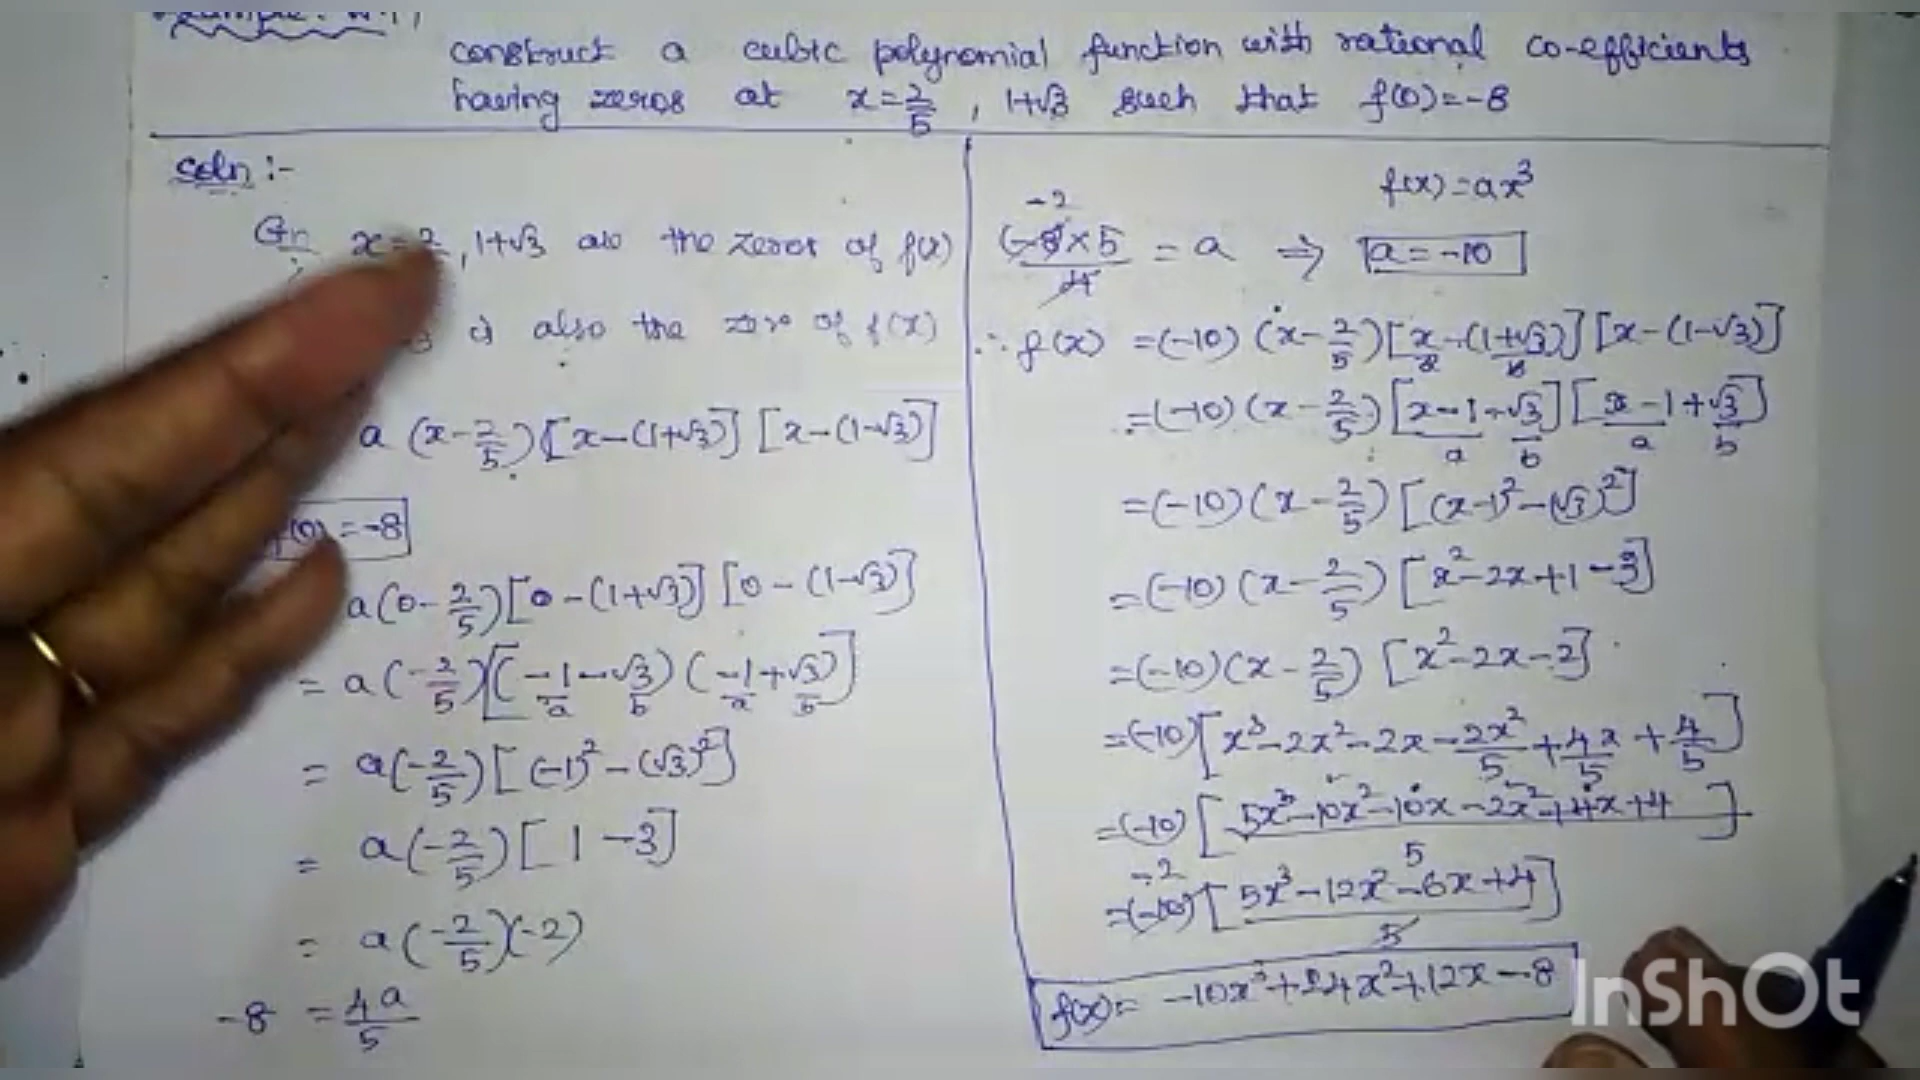 construct a cubic polynomial function with rational co-efficients
having zeros at x = 2/5 , 1+√3 such that f(0) = -8
Soln :-
Gn x = 2 , 1+√3 are the zeros of f(x)
is also the zero of f(x)
a (x - 2/5) [x - (1+√3)] [x - (1-√3)]
(0) = -8
a (0 - 2/5) [0 - (1+√3)] [0 - (1-√3)]
= a (-2/5) [(-1 - √3) (-1 + √3)]
a b a b
= a (-2/5) [(-1)² - (√3)²]
= a (-2/5) [1 - 3]
= a (-2/5) (-2)
-8 = 4a/5
f(x) = ax³
-2
(-8) × 5 / 4 = a ⇒ a = -10
∴ f(x) = (-10) (x - 2/5) [x - (1+√3)] [x - (1-√3)]
= (-10) (x - 2/5) [x - 1 - √3] [x - 1 + √3]
a b a b
= (-10) (x - 2/5) [(x-1)² - (√3)²]
= (-10) (x - 2/5) [x² - 2x + 1 - 3]
= (-10) (x - 2/5) [x² - 2x - 2]
= (-10) [x³ - 2x² - 2x - 2x²/5 + 4x/5 + 4/5]
= (-10) [5x³ - 10x² - 10x - 2x² + 4x + 4 / 5]
-2
= (-10) [5x³ - 12x² - 6x + 4 / 5]
f(x) = -10x³ + 24x² + 12x - 8
InShOt